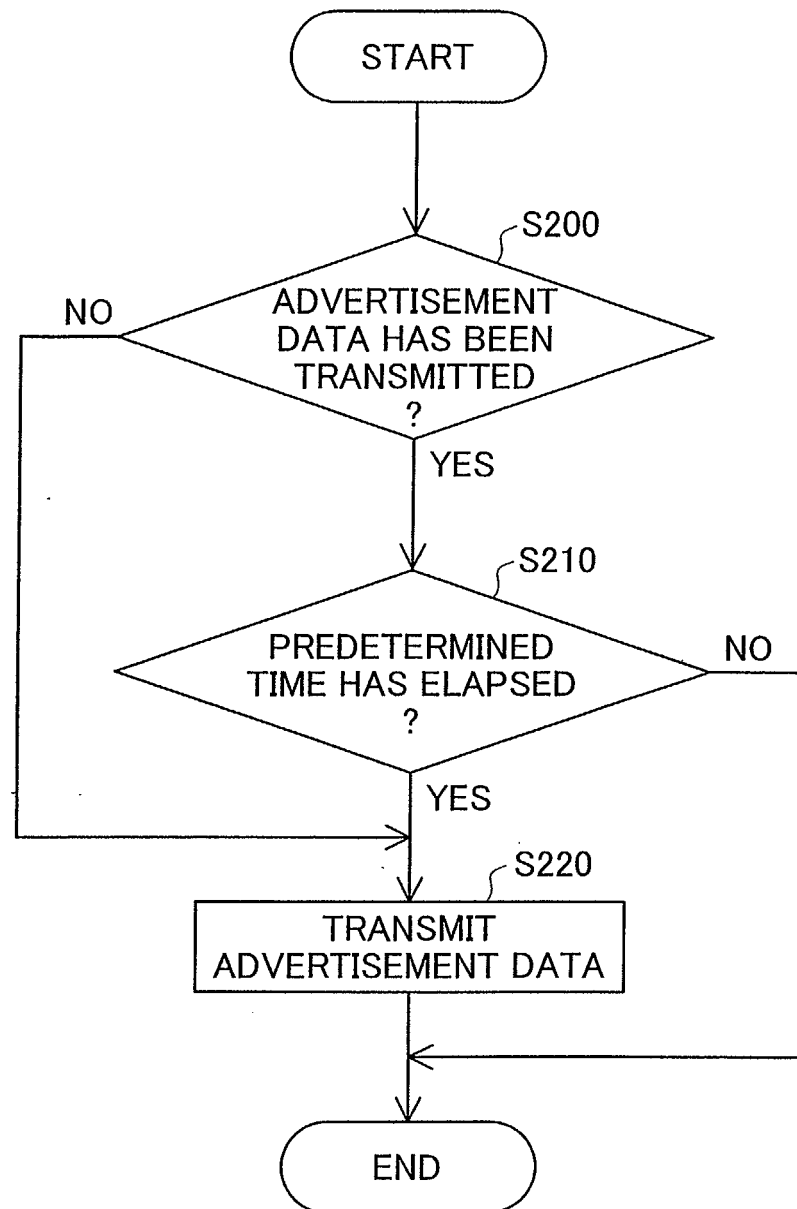 START
S200
NO
ADVERTISEMENT
DATA HAS BEEN
TRANSMITTED
?
YES
S210
PREDETERMINED
TIME HAS ELAPSED
?
NO
YES
S220
TRANSMIT
ADVERTISEMENT DATA
END